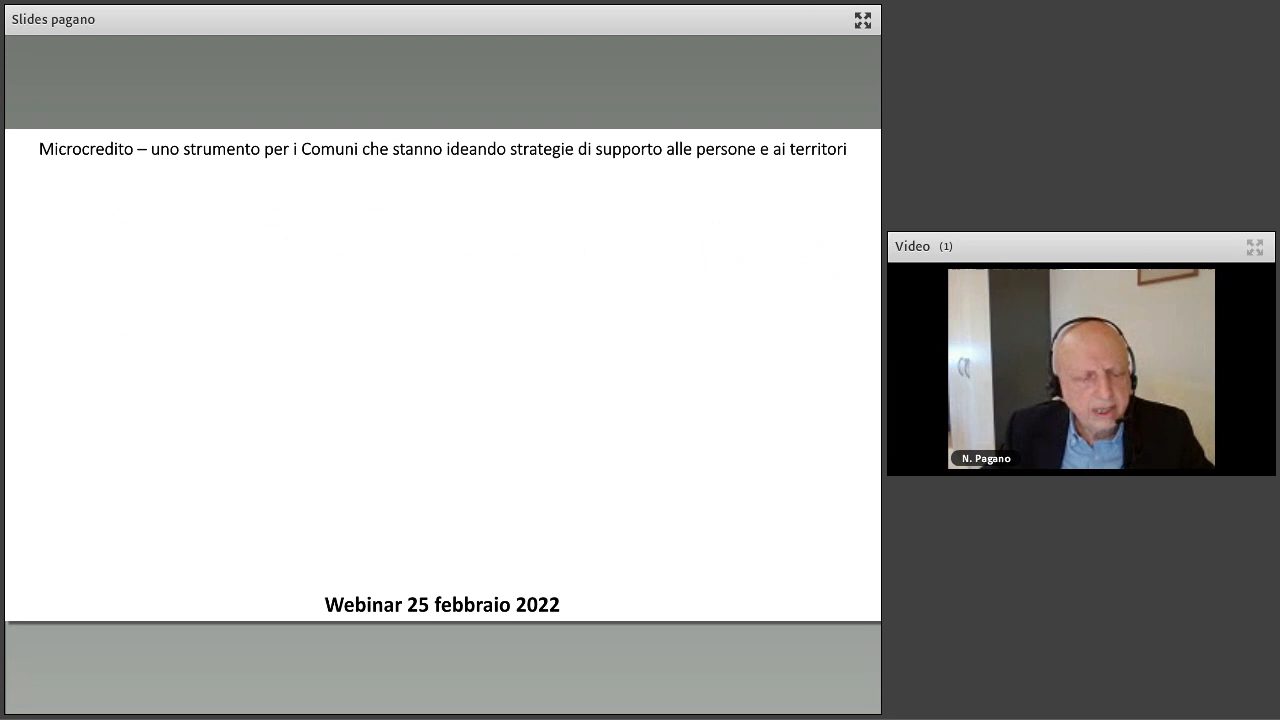 Slides pagano
Microcredito – uno strumento per i Comuni che stanno ideando strategie di supporto alle persone e ai territori
Webinar 25 febbraio 2022
Video (1)
N. Pagano